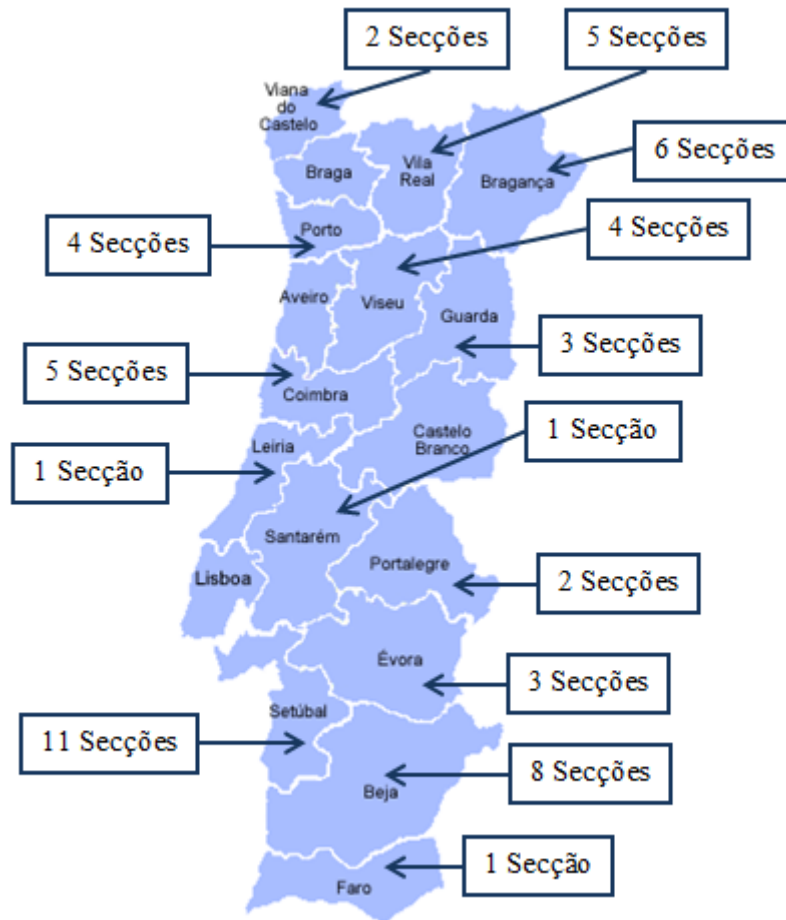 2 Secções
5 Secções
Viana
do
Castelo
Braga
Vila
Real
Bragança
6 Secções
4 Secções
Porto
4 Secções
Aveiro
Viseu
Guarda
3 Secções
5 Secções
Coimbra
1 Secção
Castelo
Branco
Leiria
1 Secção
Santarém
Portalegre
Lisboa
2 Secções
Évora
3 Secções
Setúbal
11 Secções
8 Secções
Beja
1 Secção
Faro